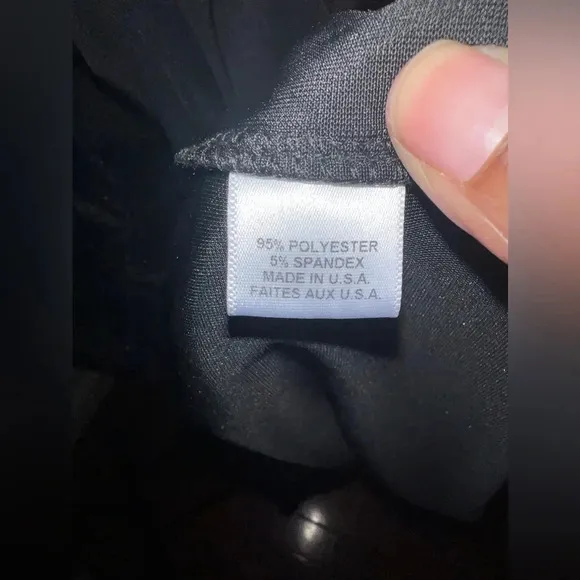 95% POLYESTER
5% SPANDEX
MADE IN U.S.A.
FAITES AUX U.S.A.